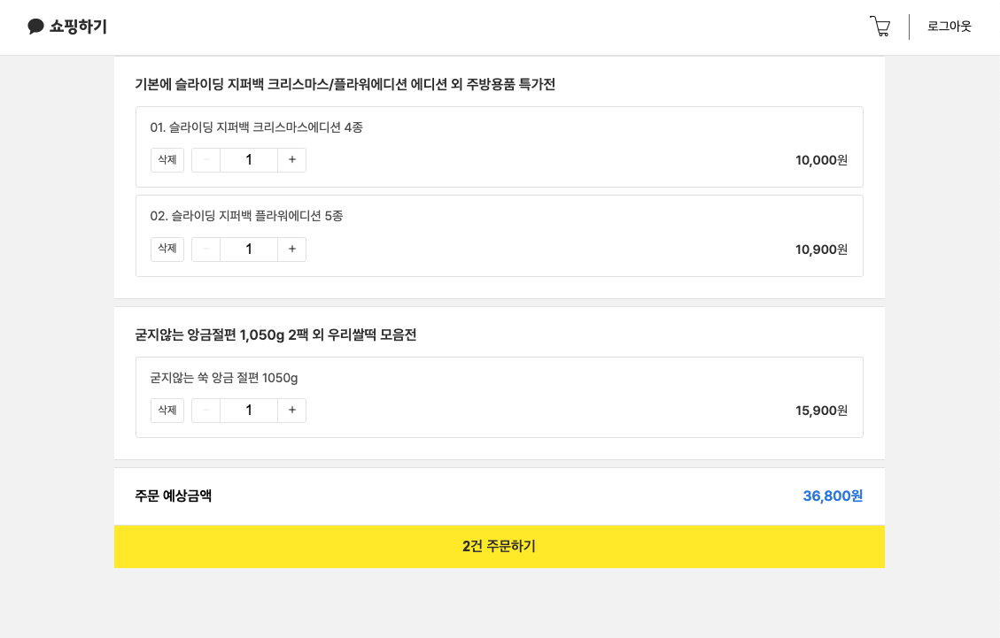 쇼핑하기
로그아웃
기본에 슬라이딩 지퍼백 크리스마스/플라워에디션 에디션 외 주방용품 특가전
01. 슬라이딩 지퍼백 크리스마스에디션 4종
삭제 − 1 + 10,000원
02. 슬라이딩 지퍼백 플라워에디션 5종
삭제 − 1 + 10,900원
굳지않는 앙금절편 1,050g 2팩 외 우리쌀떡 모음전
굳지않는 쑥 앙금 절편 1050g
삭제 − 1 + 15,900원
주문 예상금액 36,800원
2건 주문하기